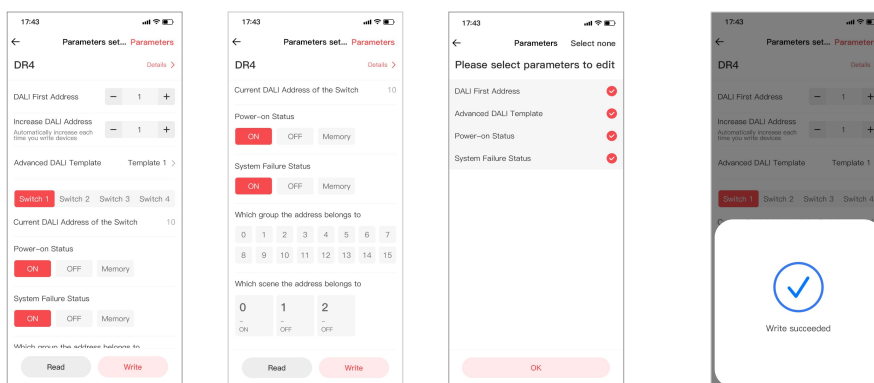 17:43
Parameters set... Parameters
DR4
Details >
DALI First Address
− 1 +
Increase DALI Address
Automatically increase each
time you write devices
− 1 +
Advanced DALI Template
Template 1 >
Switch 1 Switch 2 Switch 3 Switch 4
Current DALI Address of the Switch 10
Power-on Status
ON OFF Memory
System Failure Status
ON OFF Memory
Which group the address belongs to
Read Write
17:43
Parameters set... Parameters
DR4
Details >
Current DALI Address of the Switch 10
Power-on Status
ON OFF Memory
System Failure Status
ON OFF Memory
Which group the address belongs to
0 1 2 3 4 5 6 7
8 9 10 11 12 13 14 15
Which scene the address belongs to
0 1 2
-- -- --
ON OFF OFF
Read Write
17:43
Parameters Select none
Please select parameters to edit
DALI First Address
Advanced DALI Template
Power-on Status
System Failure Status
OK
17:43
Parameters set... Parameter
DR4
Details
DALI First Address
− 1 +
Increase DALI Address
Automatically increase each
time you write devices
− 1 +
Advanced DALI Template
Template 1
Switch 1 Switch 2 Switch 3 Switch 4
Write succeeded